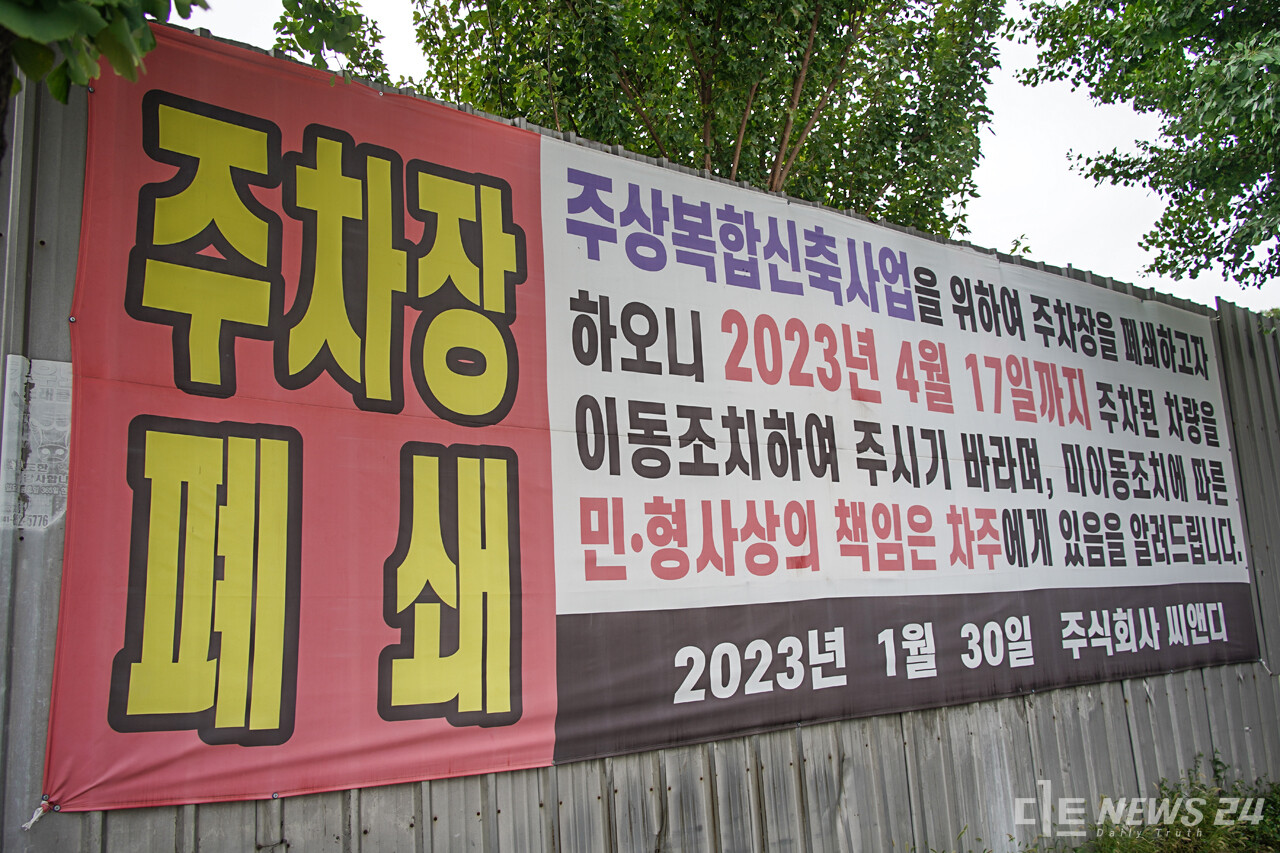 주차장
폐쇄
주상복합신축사업을 위하여 주차장을 폐쇄하고자
하오니 2023년 4월 17일까지 주차된 차량을
이동조치하여 주시기 바라며, 미이동조치에 따른
민·형사상의 책임은 차주에게 있음을 알려드립니다.
2023년 1월 30일 주식회사 씨앤디
5776
NEWS 24
Daily Truth